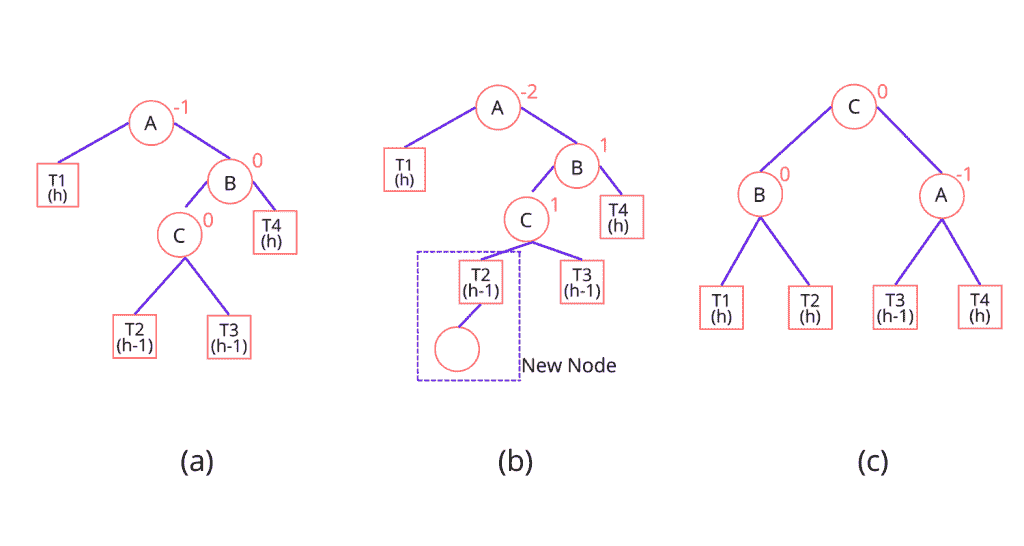 A
-1
T1
(h)
B
0
C
0
T4
(h)
T2
(h-1)
T3
(h-1)
(a)
A
-2
T1
(h)
B
1
C
1
T4
(h)
T2
(h-1)
T3
(h-1)
New Node
(b)
C
0
B
0
A
-1
T1
(h)
T2
(h)
T3
(h-1)
T4
(h)
(c)